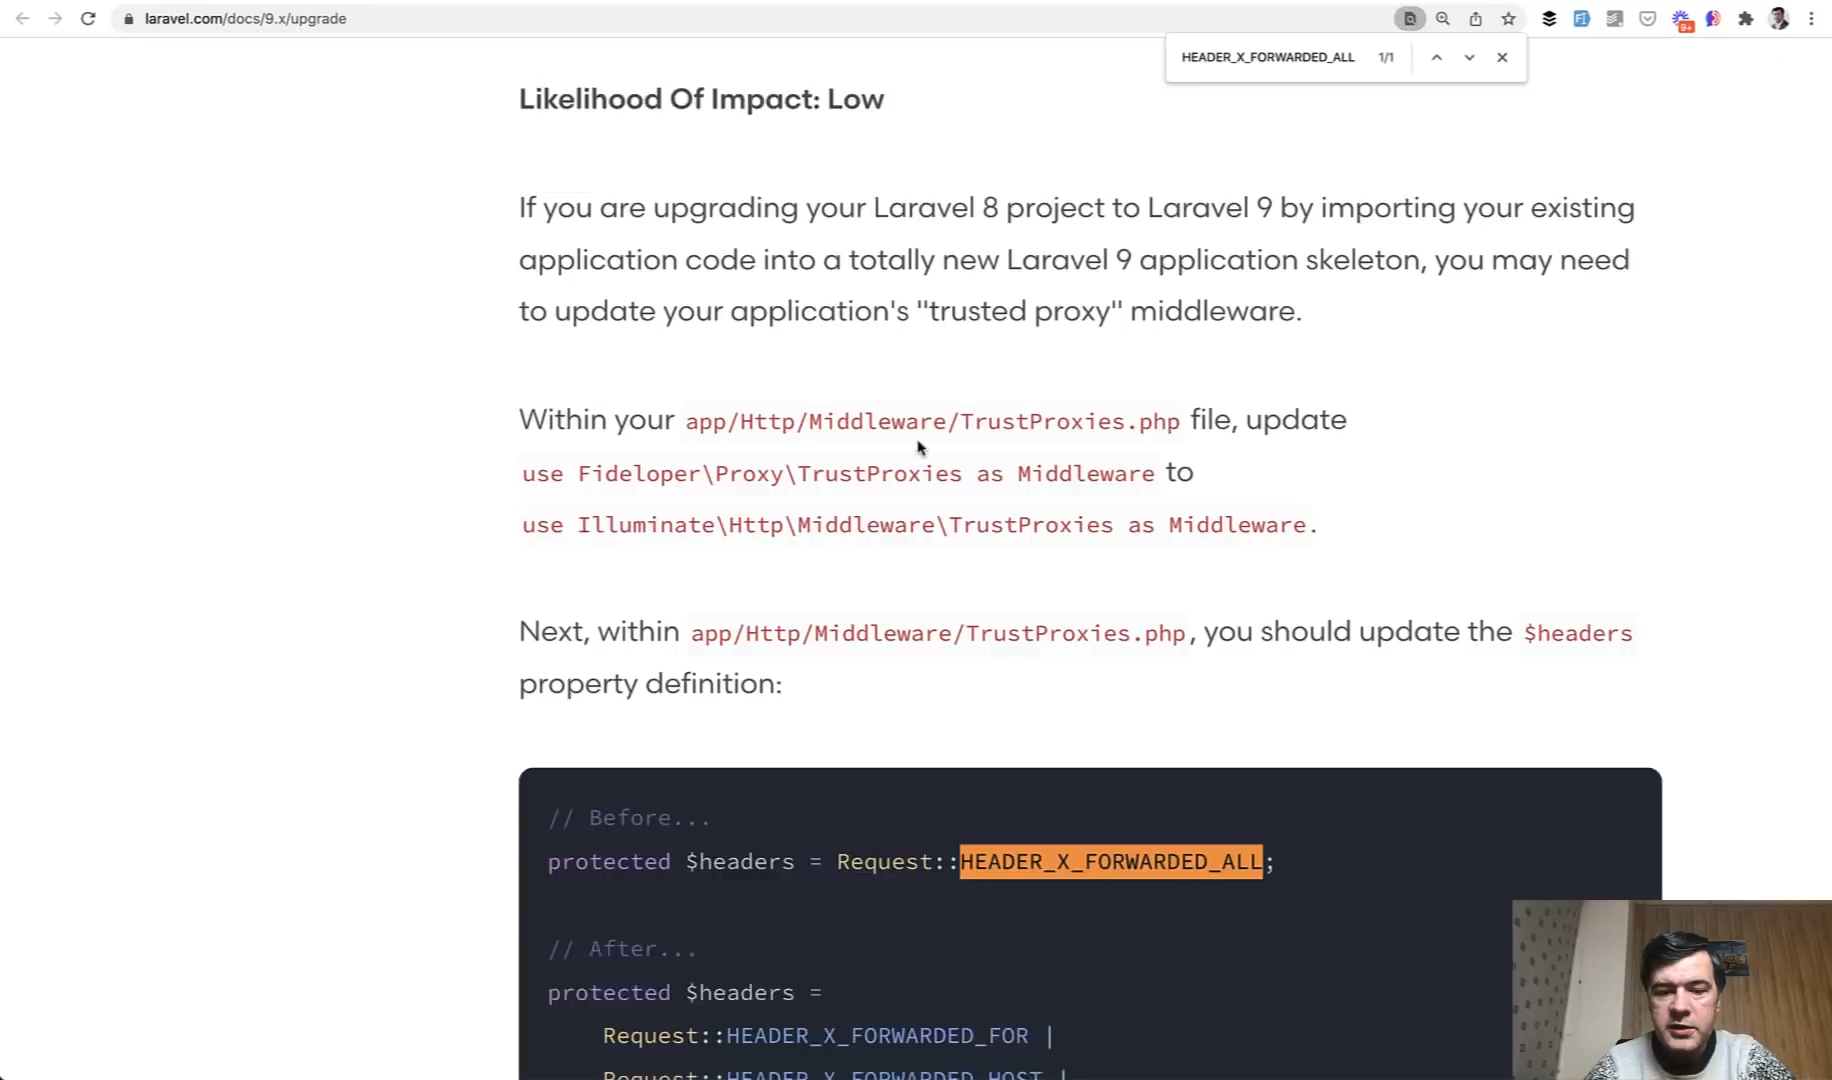 laravel.com/docs/9.x/upgrade
HEADER_X_FORWARDED_ALL 1/1
9+
Likelihood Of Impact: Low
If you are upgrading your Laravel 8 project to Laravel 9 by importing your existing
application code into a totally new Laravel 9 application skeleton, you may need
to update your application's "trusted proxy" middleware.
Within your app/Http/Middleware/TrustProxies.php file, update
use Fideloper\Proxy\TrustProxies as Middleware to
use Illuminate\Http\Middleware\TrustProxies as Middleware.
Next, within app/Http/Middleware/TrustProxies.php, you should update the $headers
property definition:
// Before...
protected $headers = Request::HEADER_X_FORWARDED_ALL;
// After...
protected $headers =
Request::HEADER_X_FORWARDED_FOR |
Request::HEADER_X_FORWARDED_HOST |